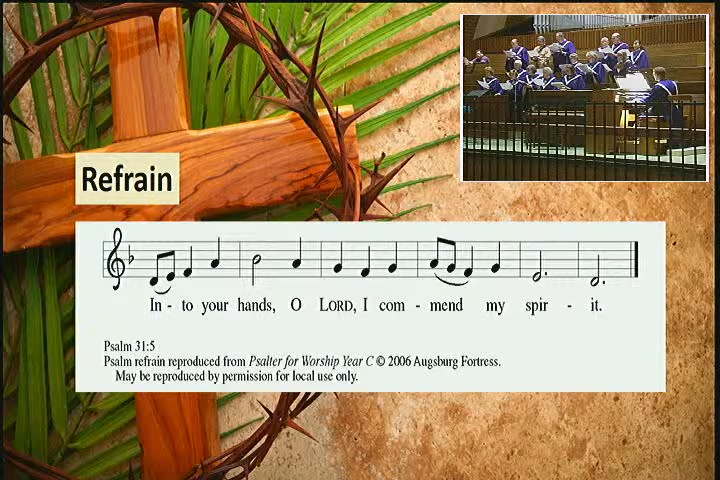 Refrain
In - to your hands, O LORD, I com - mend my spir - it.
Psalm 31:5
Psalm refrain reproduced from Psalter for Worship Year C © 2006 Augsburg Fortress.
May be reproduced by permission for local use only.